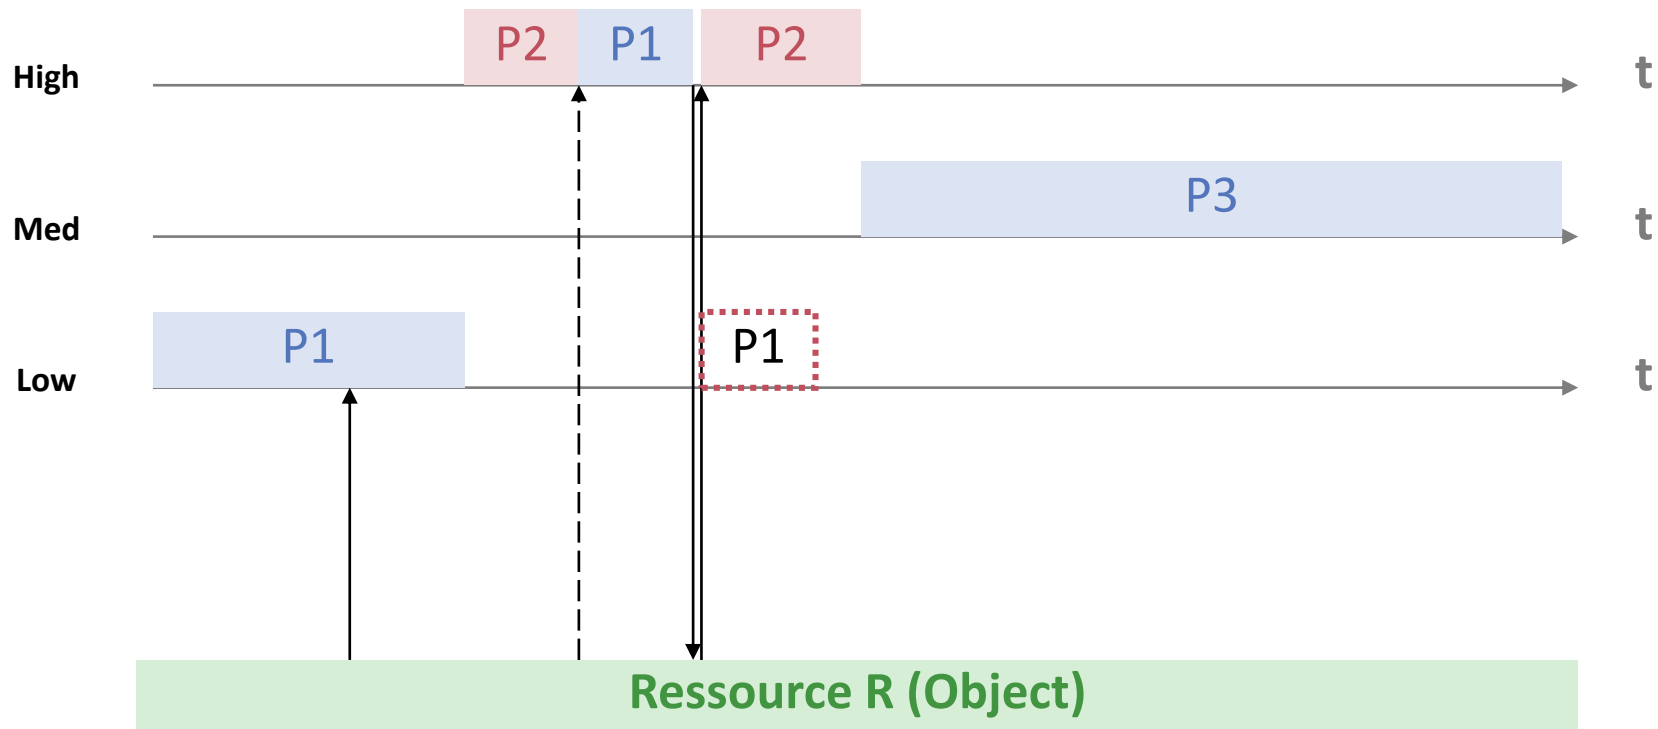 P2 P1 P2
High t
P3
Med t
P1 P1
Low t
Ressource R (Object)